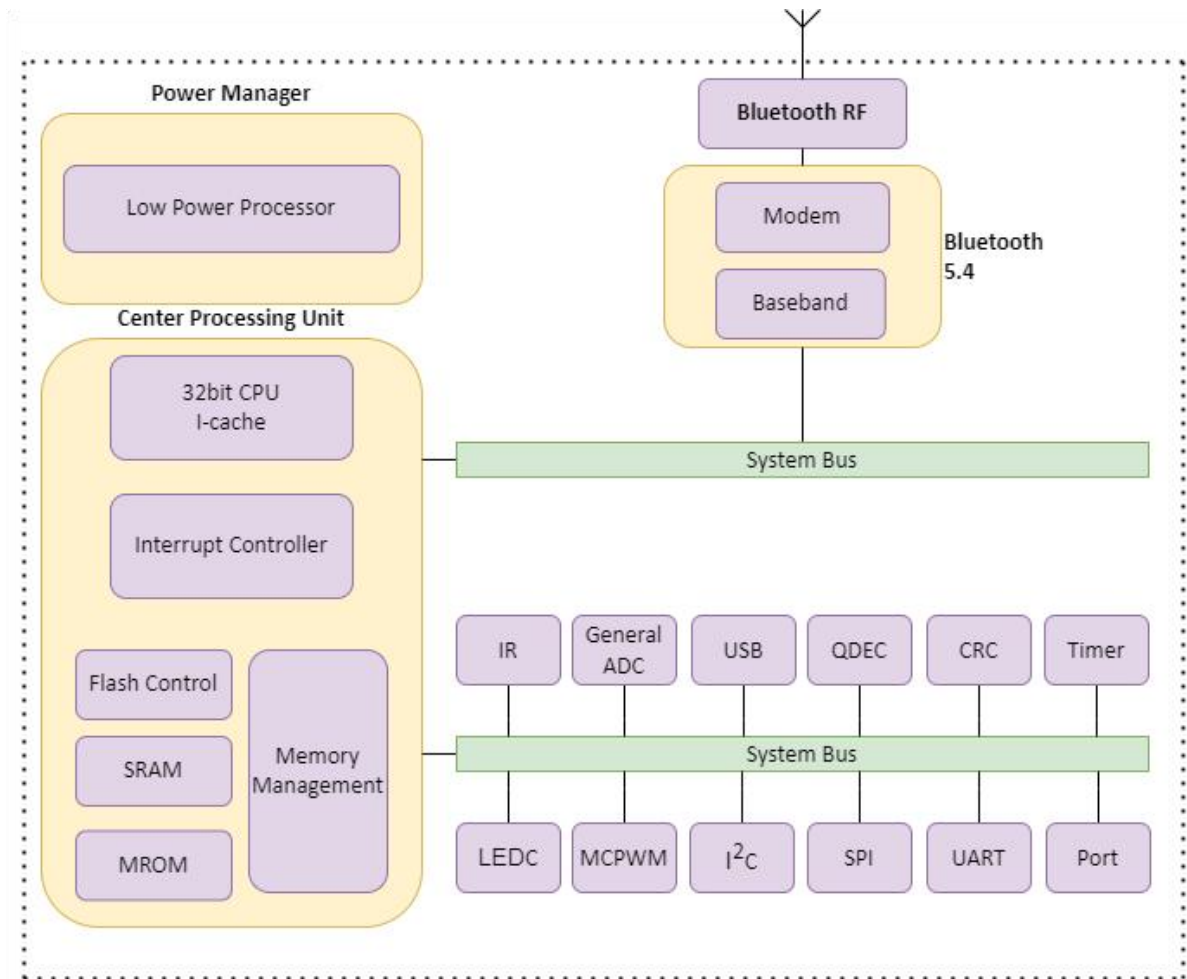 Power Manager
Low Power Processor
Bluetooth RF
Modem
Baseband
Bluetooth
5.4
Center Processing Unit
32bit CPU
I-cache
Interrupt Controller
Flash Control
SRAM
MROM
Memory
Management
System Bus
IR
General
ADC
USB
QDEC
CRC
Timer
System Bus
LEDC
MCPWM
I²C
SPI
UART
Port